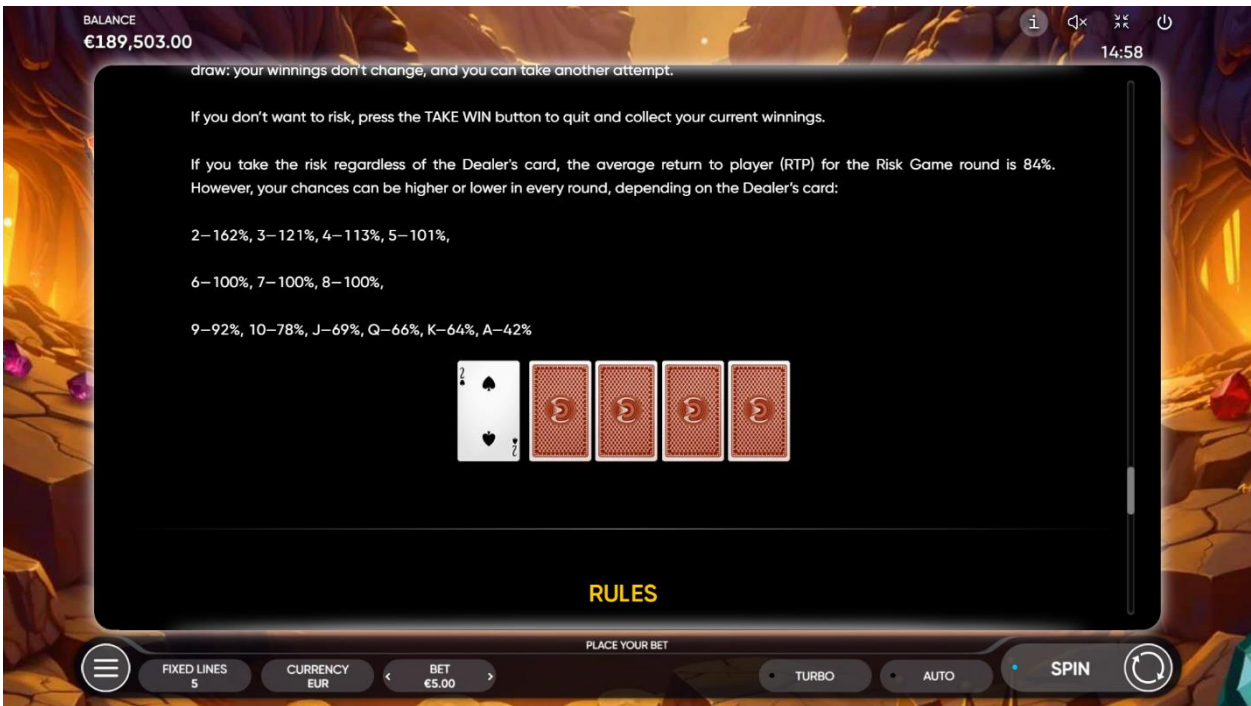 BALANCE
€189,503.00
i
14:58
draw: your winnings don't change, and you can take another attempt.
If you don't want to risk, press the TAKE WIN button to quit and collect your current winnings.
If you take the risk regardless of the Dealer's card, the average return to player (RTP) for the Risk Game round is 84%.
However, your chances can be higher or lower in every round, depending on the Dealer's card:
2–162%, 3–121%, 4–113%, 5–101%,
6–100%, 7–100%, 8–100%,
9–92%, 10–78%, J–69%, Q–66%, K–64%, A–42%
2
2
RULES
PLACE YOUR BET
FIXED LINES
5
CURRENCY
EUR
BET
€5.00
TURBO
AUTO
SPIN